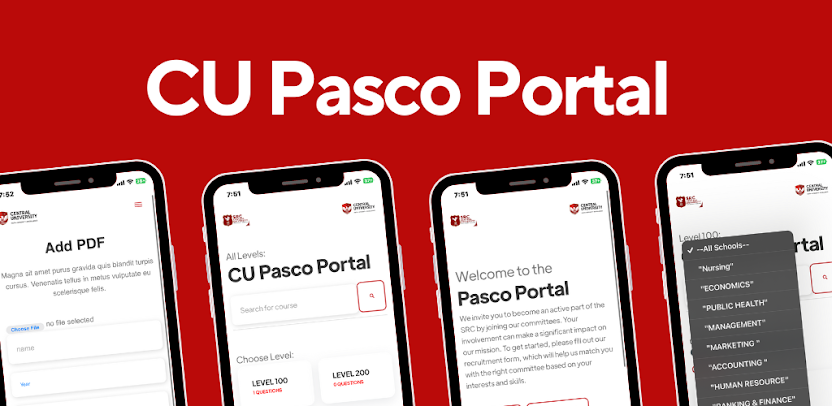 CU Pasco Portal
7:52
CENTRAL
UNIVERSITY
Add PDF
Magna sit amet purus gravida quis blandit turpis
cursus. Venenatis tellus in metus vulputate eu
scelerisque felis.
Choose File no file selected
name
Year
7:51
SRC
CENTRAL
UNIVERSITY
All Levels:
CU Pasco Portal
Search for course
Choose Level:
LEVEL 100
LEVEL 200
QUESTIONS
0 QUESTIONS
7:51
SRC
CENTRAL
UNIVERSITY
Welcome to the
Pasco Portal
We invite you to become an active part of the
SRC by joining our committees. Your
involvement can make a significant impact on
our mission. To get started, please fill out our
recruitment form, which will help us match you
with the right committee based on your
interests and skills.
7:51
SRC
CENTRAL
UNIVERSITY
Level 100:
ortal
✓ --All Schools--
"Nursing"
"ECONOMICS"
"PUBLIC HEALTH"
"MANAGEMENT"
"MARKETING "
"ACCOUNTING "
"HUMAN RESOURCE"
"BANKING & FINANCE"